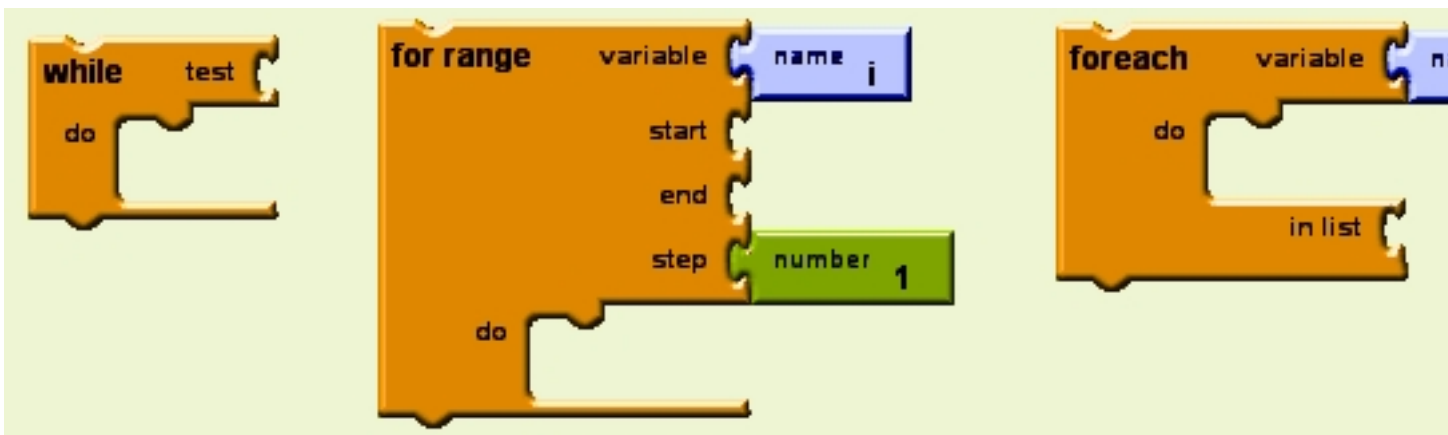 while test
do
for range variable name i
start
end
step number 1
do
foreach variable
do
in list